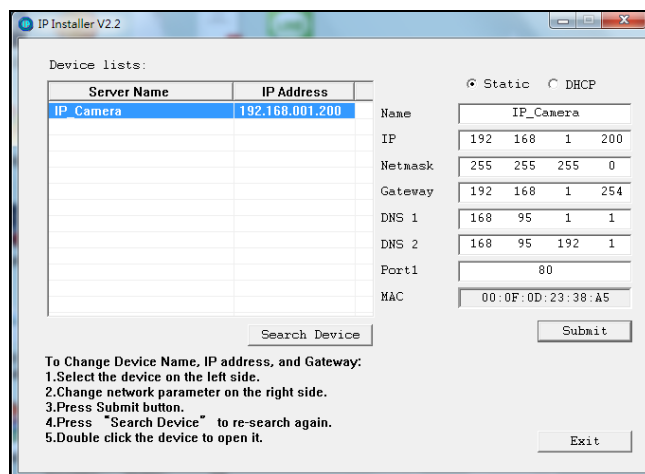 IP Installer V2.2
Device lists:
Server Name IP Address
IP_Camera 192.168.001.200
Static DHCP
Name IP_Camera
IP 192 168 1 200
Netmask 255 255 255 0
Gateway 192 168 1 254
DNS 1 168 95 1 1
DNS 2 168 95 192 1
Port1 80
MAC 00:0F:0D:23:38:A5
Search Device
Submit
To Change Device Name, IP address, and Gateway:
1.Select the device on the left side.
2.Change network parameter on the right side.
3.Press Submit button.
4.Press “Search Device” to re-search again.
5.Double click the device to open it.
Exit